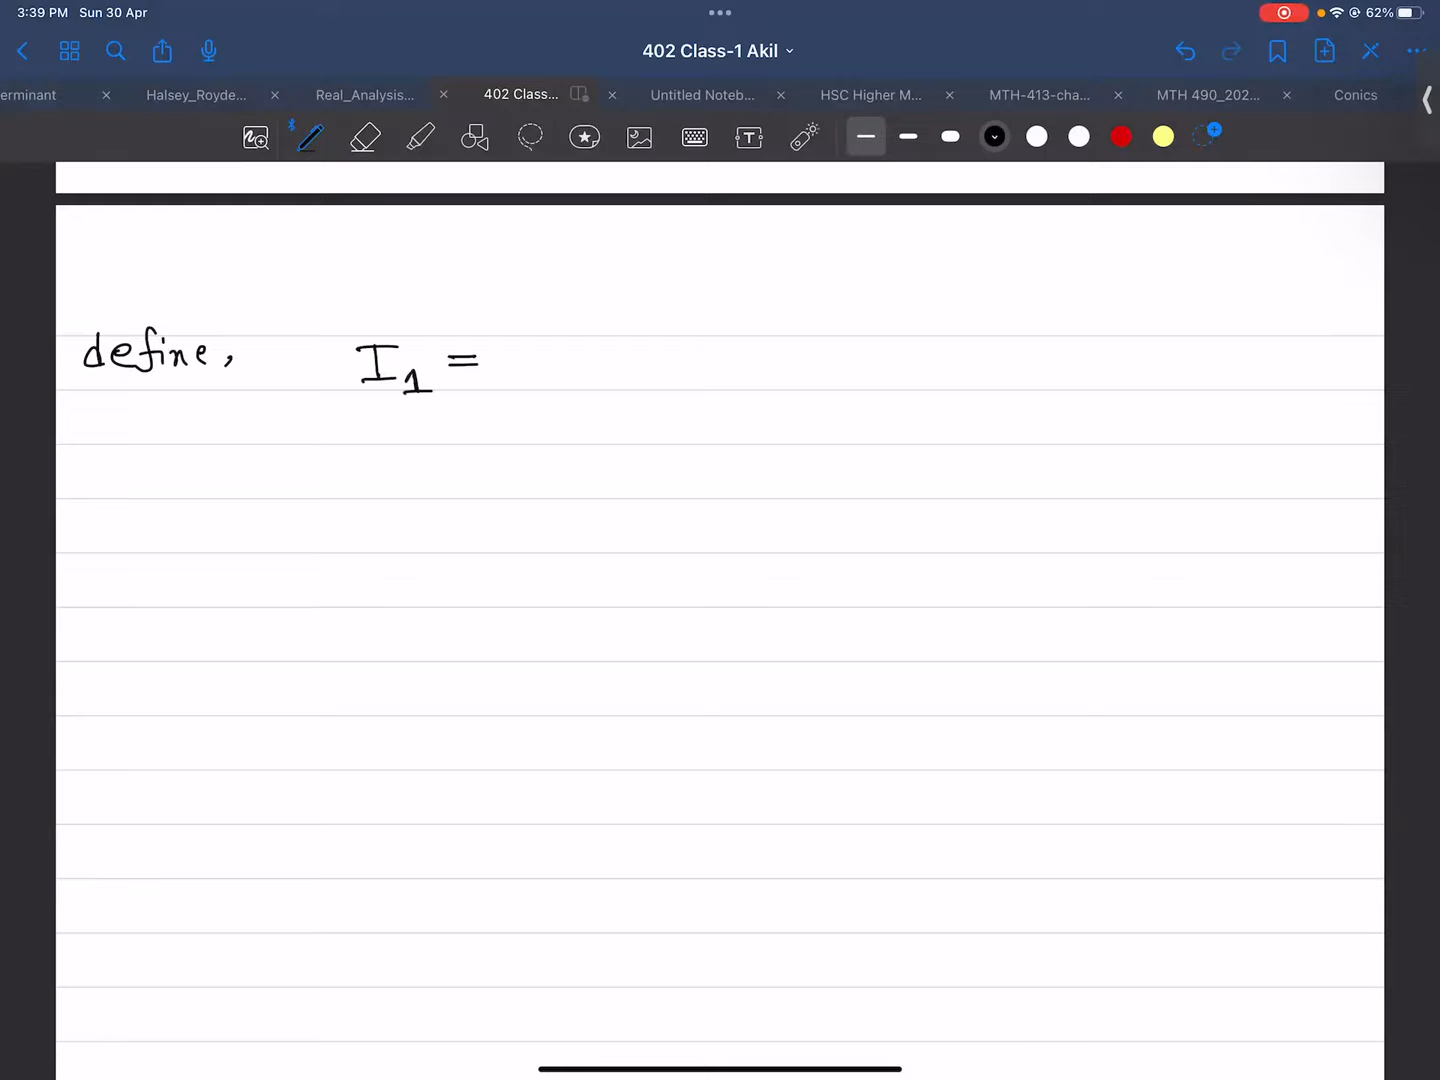 3:39 PM Sun 30 Apr
62%
402 Class-1 Akil
erminant
Halsey_Royde...
Real_Analysis...
402 Class...
Untitled Noteb...
HSC Higher M...
MTH-413-cha...
MTH 490_202...
Conics
define, I₁ =